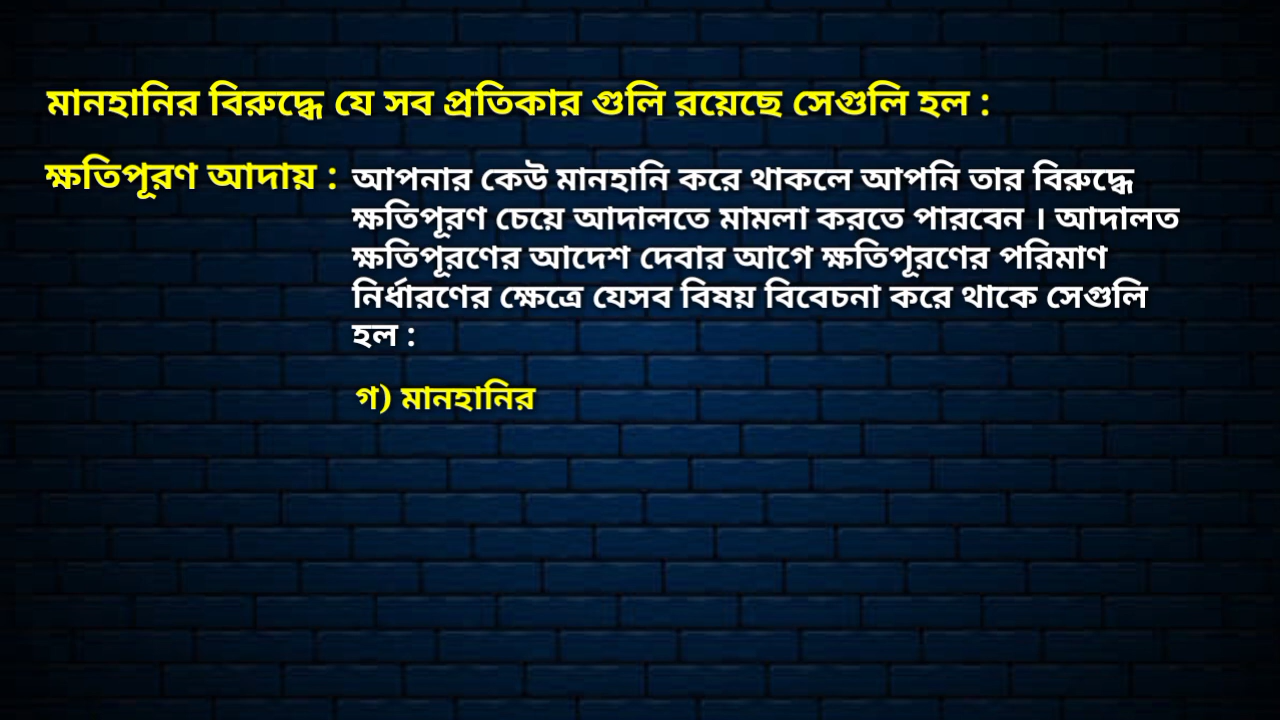 মানহানির বিরুদ্ধে যে সব প্রতিকার গুলি রয়েছে সেগুলি হল :
ক্ষতিপূরণ আদায় :
আপনার কেউ মানহানি করে থাকলে আপনি তার বিরুদ্ধে
ক্ষতিপূরণ চেয়ে আদালতে মামলা করতে পারবেন । আদালত
ক্ষতিপূরণের আদেশ দেবার আগে ক্ষতিপূরণের পরিমাণ
নির্ধারণের ক্ষেত্রে যেসব বিষয় বিবেচনা করে থাকে সেগুলি
হল :
গ) মানহানির